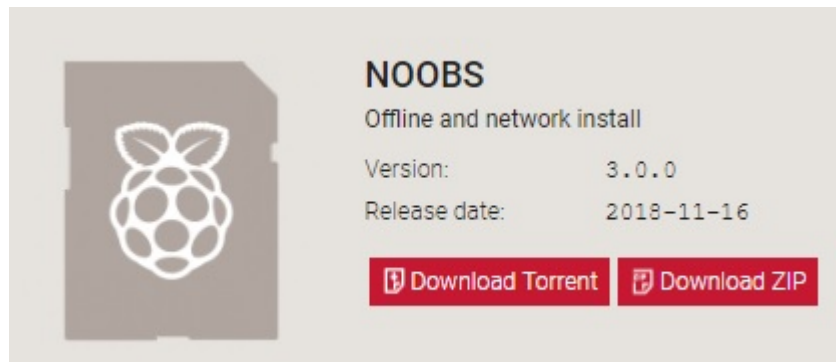 NOOBS
Offline and network install
Version: 3.0.0
Release date: 2018-11-16
Download Torrent Download ZIP